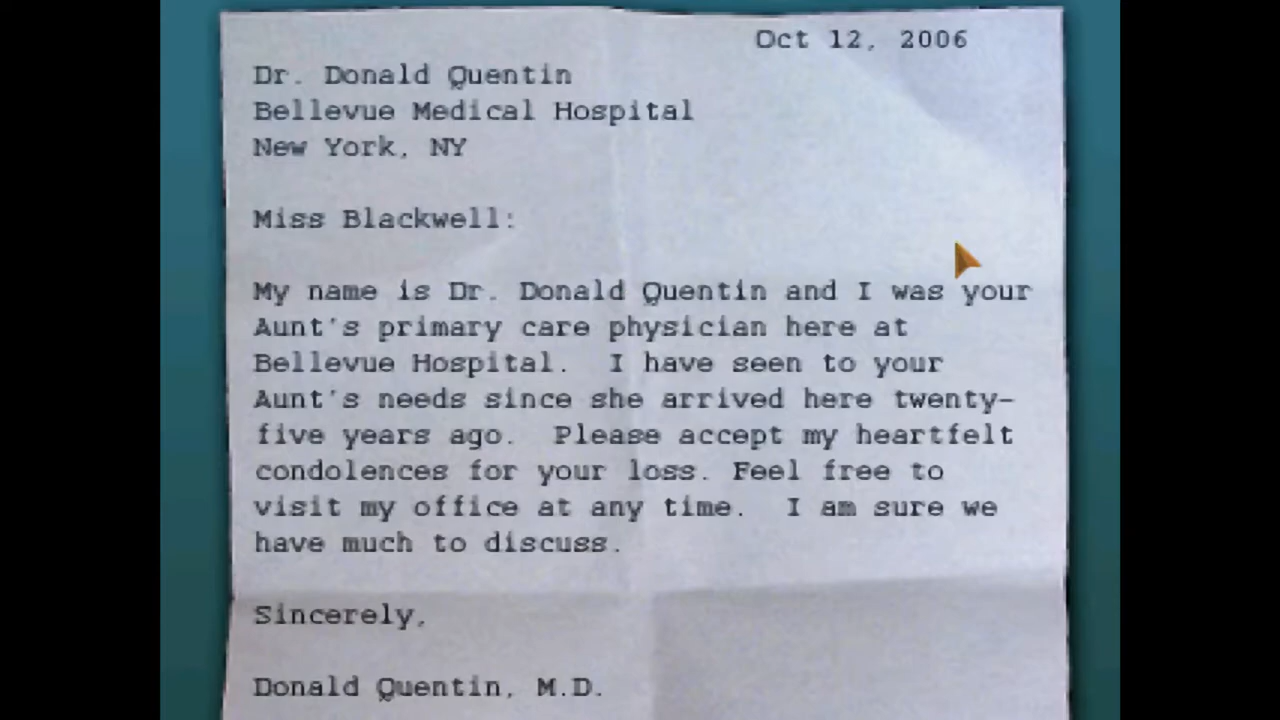 Oct 12, 2006
Dr. Donald Quentin
Bellevue Medical Hospital
New York, NY
Miss Blackwell:
My name is Dr. Donald Quentin and I was your
Aunt's primary care physician here at
Bellevue Hospital.  I have seen to your
Aunt's needs since she arrived here twenty-
five years ago.  Please accept my heartfelt
condolences for your loss. Feel free to
visit my office at any time.  I am sure we
have much to discuss.
Sincerely,
Donald Quentin, M.D.